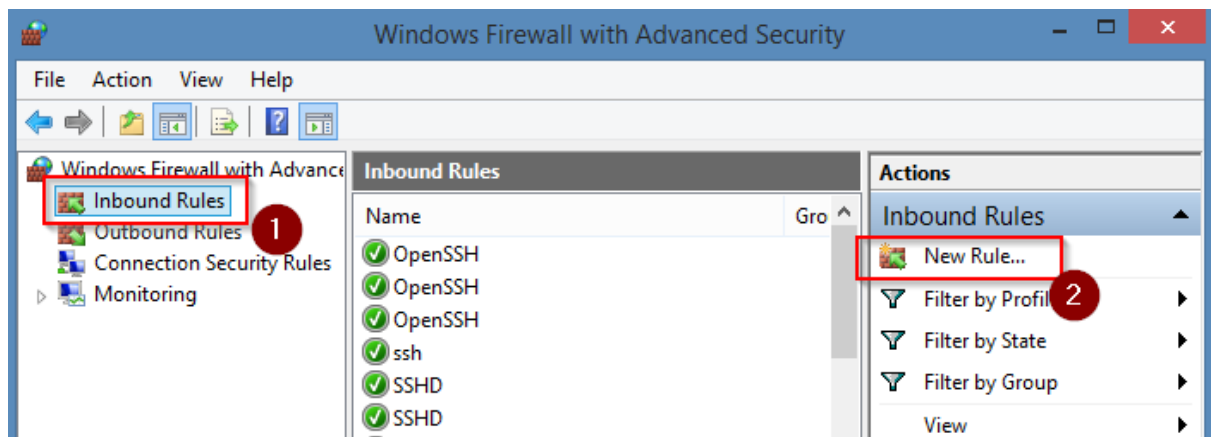 Windows Firewall with Advanced Security
File Action View Help
Windows Firewall with Advance
Inbound Rules
1
Outbound Rules
Connection Security Rules
Monitoring
Inbound Rules
Name Gro
OpenSSH
OpenSSH
OpenSSH
ssh
SSHD
SSHD
Actions
Inbound Rules
New Rule...
2
Filter by Profil
Filter by State
Filter by Group
View